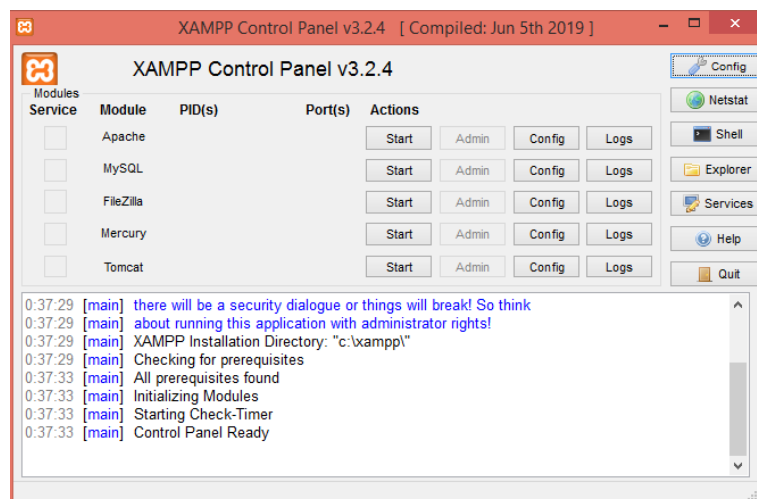 XAMPP Control Panel v3.2.4 [ Compiled: Jun 5th 2019 ]
XAMPP Control Panel v3.2.4
Config
Modules
Service Module PID(s) Port(s) Actions
Netstat
Apache Start Admin Config Logs
Shell
MySQL Start Admin Config Logs
Explorer
FileZilla Start Admin Config Logs
Services
Mercury Start Admin Config Logs
Help
Tomcat Start Admin Config Logs
Quit
0:37:29 [main] there will be a security dialogue or things will break! So think
0:37:29 [main] about running this application with administrator rights!
0:37:29 [main] XAMPP Installation Directory: "c:\xampp\"
0:37:29 [main] Checking for prerequisites
0:37:33 [main] All prerequisites found
0:37:33 [main] Initializing Modules
0:37:33 [main] Starting Check-Timer
0:37:33 [main] Control Panel Ready